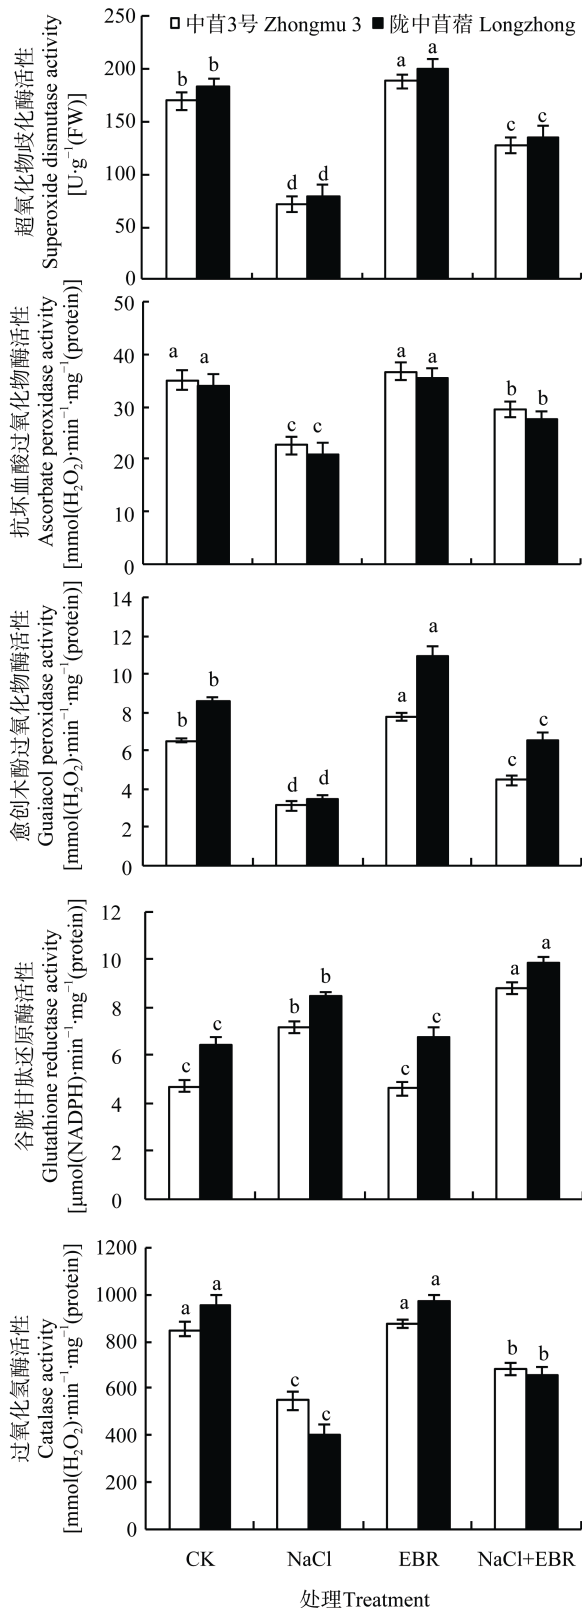 □ 中苜3号 Zhongmu 3 ■ 陇中苜蓿 Longzhong
超氧化物歧化酶活性
Superoxide dismutase activity
[U·g⁻¹(FW)]
250
200
150
100
50
0
b b d d a a c c
抗坏血酸过氧化物酶活性
Ascorbate peroxidase activity
[mmol(H₂O₂)·min⁻¹·mg⁻¹(protein)]
50
40
30
20
10
0
a a c c a a b b
愈创木酚过氧化物酶活性
Guaiacol peroxidase activity
[mmol(H₂O₂)·min⁻¹·mg⁻¹(protein)]
14
12
10
8
6
4
2
0
b b d d a a c c
谷胱甘肽还原酶活性
Glutathione reductase activity
[μmol(NADPH)·min⁻¹·mg⁻¹(protein)]
12
10
8
6
4
2
0
c c b b c c a a
过氧化氢酶活性
Catalase activity
[mmol(H₂O₂)·min⁻¹·mg⁻¹(protein)]
1200
1000
800
600
400
200
0
a a c c a a b b
CK NaCl EBR NaCl+EBR
处理Treatment